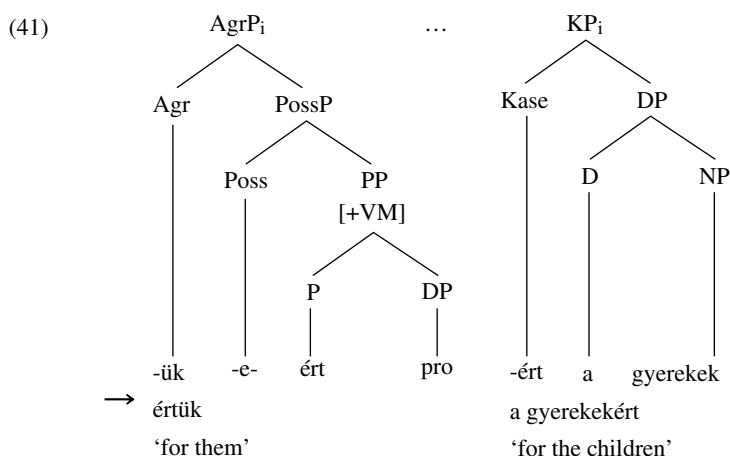 (41) AgrPi … KPi
Agr PossP Kase DP
Poss PP D NP
[+VM]
P DP
-ük -e- ért pro -ért a gyerekek
→ értük a gyerekekért
‘for them’ ‘for the children’